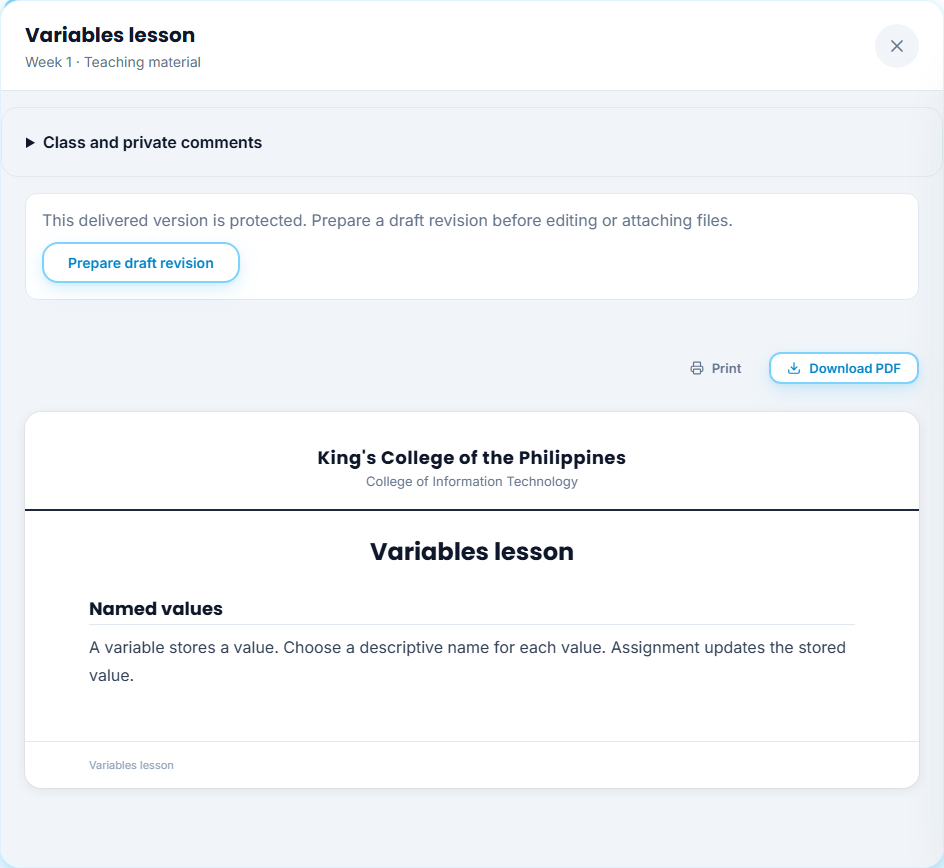 Variables lesson
Week 1 · Teaching material
Class and private comments
This delivered version is protected. Prepare a draft revision before editing or attaching files.
Prepare draft revision
Print
Download PDF
King's College of the Philippines
College of Information Technology
Variables lesson
Named values
A variable stores a value. Choose a descriptive name for each value. Assignment updates the stored
value.
Variables lesson